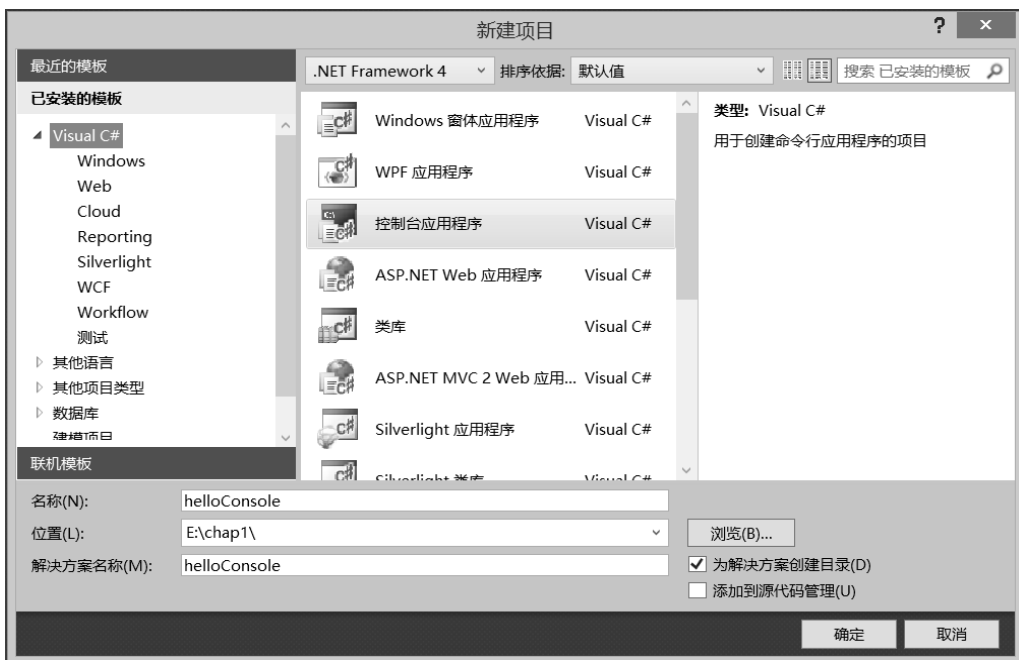 新建项目
?
×
最近的模板
已安装的模板
Visual C#
Windows
Web
Cloud
Reporting
Silverlight
WCF
Workflow
测试
其他语言
其他项目类型
数据库
建模项目
联机模板
.NET Framework 4
排序依据: 默认值
搜索 已安装的模板
Windows 窗体应用程序 Visual C#
WPF 应用程序 Visual C#
控制台应用程序 Visual C#
ASP.NET Web 应用程序 Visual C#
类库 Visual C#
ASP.NET MVC 2 Web 应用... Visual C#
Silverlight 应用程序 Visual C#
Silverlight 类库 Visual C#
类型: Visual C#
用于创建命令行应用程序的项目
名称(N): helloConsole
位置(L): E:\chap1\
浏览(B)...
解决方案名称(M): helloConsole
为解决方案创建目录(D)
添加到源代码管理(U)
确定
取消